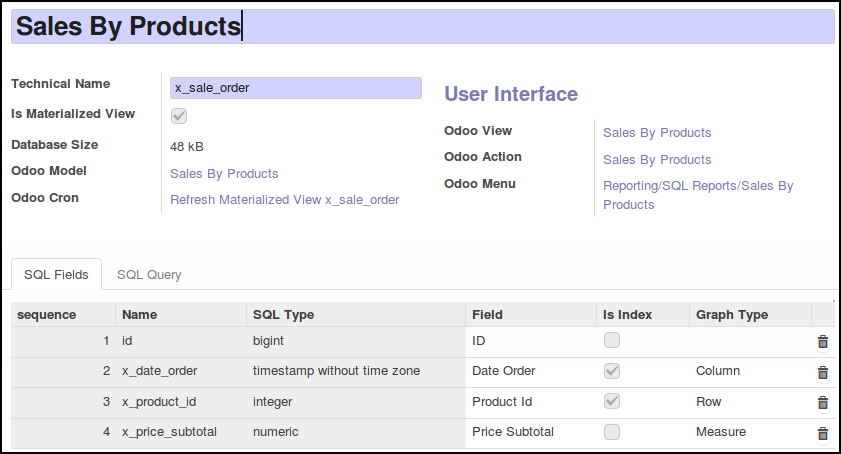 Sales By Products
Technical Name x_sale_order
Is Materialized View
Database Size 48 kB
Odoo Model Sales By Products
Odoo Cron Refresh Materialized View x_sale_order
User Interface
Odoo View Sales By Products
Odoo Action Sales By Products
Odoo Menu Reporting/SQL Reports/Sales By
Products
SQL Fields SQL Query
sequence Name SQL Type Field Is Index Graph Type
1 id bigint ID
2 x_date_order timestamp without time zone Date Order Column
3 x_product_id integer Product Id Row
4 x_price_subtotal numeric Price Subtotal Measure